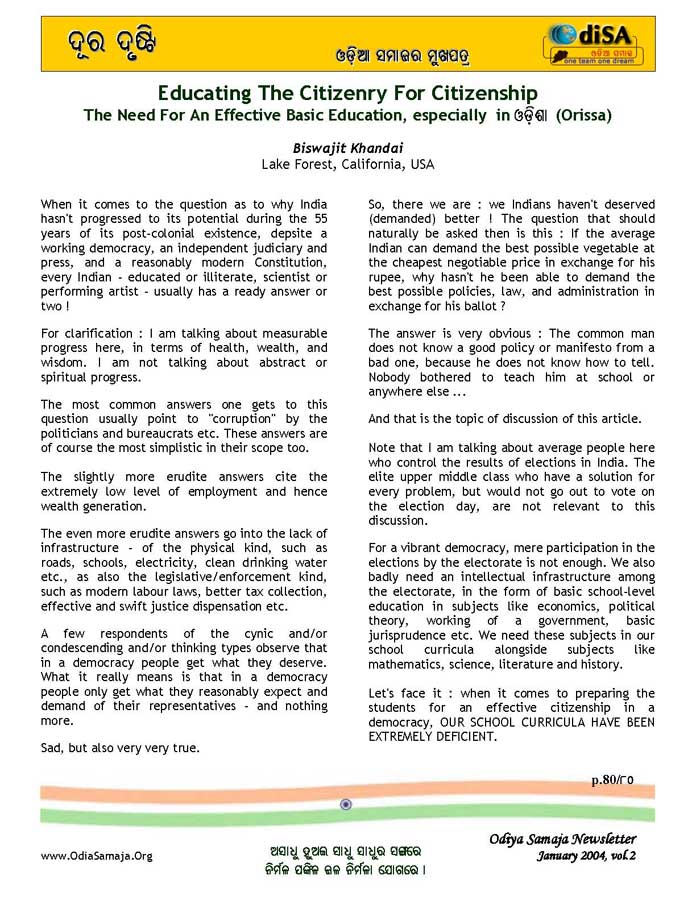 ଦୂର ଦୃଷ୍ଟି
ଓଡ଼ିଆ ସମାଜର ମୁଖପତ୍ର
diSA
ଓଡ଼ିଆ ସମାଜ
one team one dream
Educating The Citizenry For Citizenship
The Need For An Effective Basic Education, especially in ଓଡ଼ିଶା (Orissa)
Biswajit Khandai
Lake Forest, California, USA
When it comes to the question as to why India
hasn't progressed to its potential during the 55
years of its post-colonial existence, depsite a
working democracy, an independent judiciary and
press, and a reasonably modern Constitution,
every Indian - educated or illiterate, scientist or
performing artist - usually has a ready answer or
two !
For clarification : I am talking about measurable
progress here, in terms of health, wealth, and
wisdom. I am not talking about abstract or
spiritual progress.
The most common answers one gets to this
question usually point to "corruption" by the
politicians and bureaucrats etc. These answers are
of course the most simplistic in their scope too.
The slightly more erudite answers cite the
extremely low level of employment and hence
wealth generation.
The even more erudite answers go into the lack of
infrastructure - of the physical kind, such as
roads, schools, electricity, clean drinking water
etc., as also the legislative/enforcement kind,
such as modern labour laws, better tax collection,
effective and swift justice dispensation etc.
A few respondents of the cynic and/or
condescending and/or thinking types observe that
in a democracy people get what they deserve.
What it really means is that in a democracy
people only get what they reasonably expect and
demand of their representatives - and nothing
more.
Sad, but also very very true.
So, there we are : we Indians haven't deserved
(demanded) better ! The question that should
naturally be asked then is this : If the average
Indian can demand the best possible vegetable at
the cheapest negotiable price in exchange for his
rupee, why hasn't he been able to demand the
best possible policies, law, and administration in
exchange for his ballot ?
The answer is very obvious : The common man
does not know a good policy or manifesto from a
bad one, because he does not know how to tell.
Nobody bothered to teach him at school or
anywhere else ...
And that is the topic of discussion of this article.
Note that I am talking about average people here
who control the results of elections in India. The
elite upper middle class who have a solution for
every problem, but would not go out to vote on
the election day, are not relevant to this
discussion.
For a vibrant democracy, mere participation in the
elections by the electorate is not enough. We also
badly need an intellectual infrastructure among
the electorate, in the form of basic school-level
education in subjects like economics, political
theory, working of a government, basic
jurisprudence etc. We need these subjects in our
school curricula alongside subjects like
mathematics, science, literature and history.
Let's face it : when it comes to preparing the
students for an effective citizenship in a
democracy, OUR SCHOOL CURRICULA HAVE BEEN
EXTREMELY DEFICIENT.
p.80/୮୦
www.OdiaSamaja.Org
ଅସାଧୁ ହୁଅଇ ସାଧୁ ସାଧୁର ସଙ୍ଗରେ
ନିର୍ମଳ ପଙ୍କିଳ ଜଳ ନିର୍ମଳା ଯୋଗରେ ।
Odiya Samaja Newsletter
January 2004, vol.2